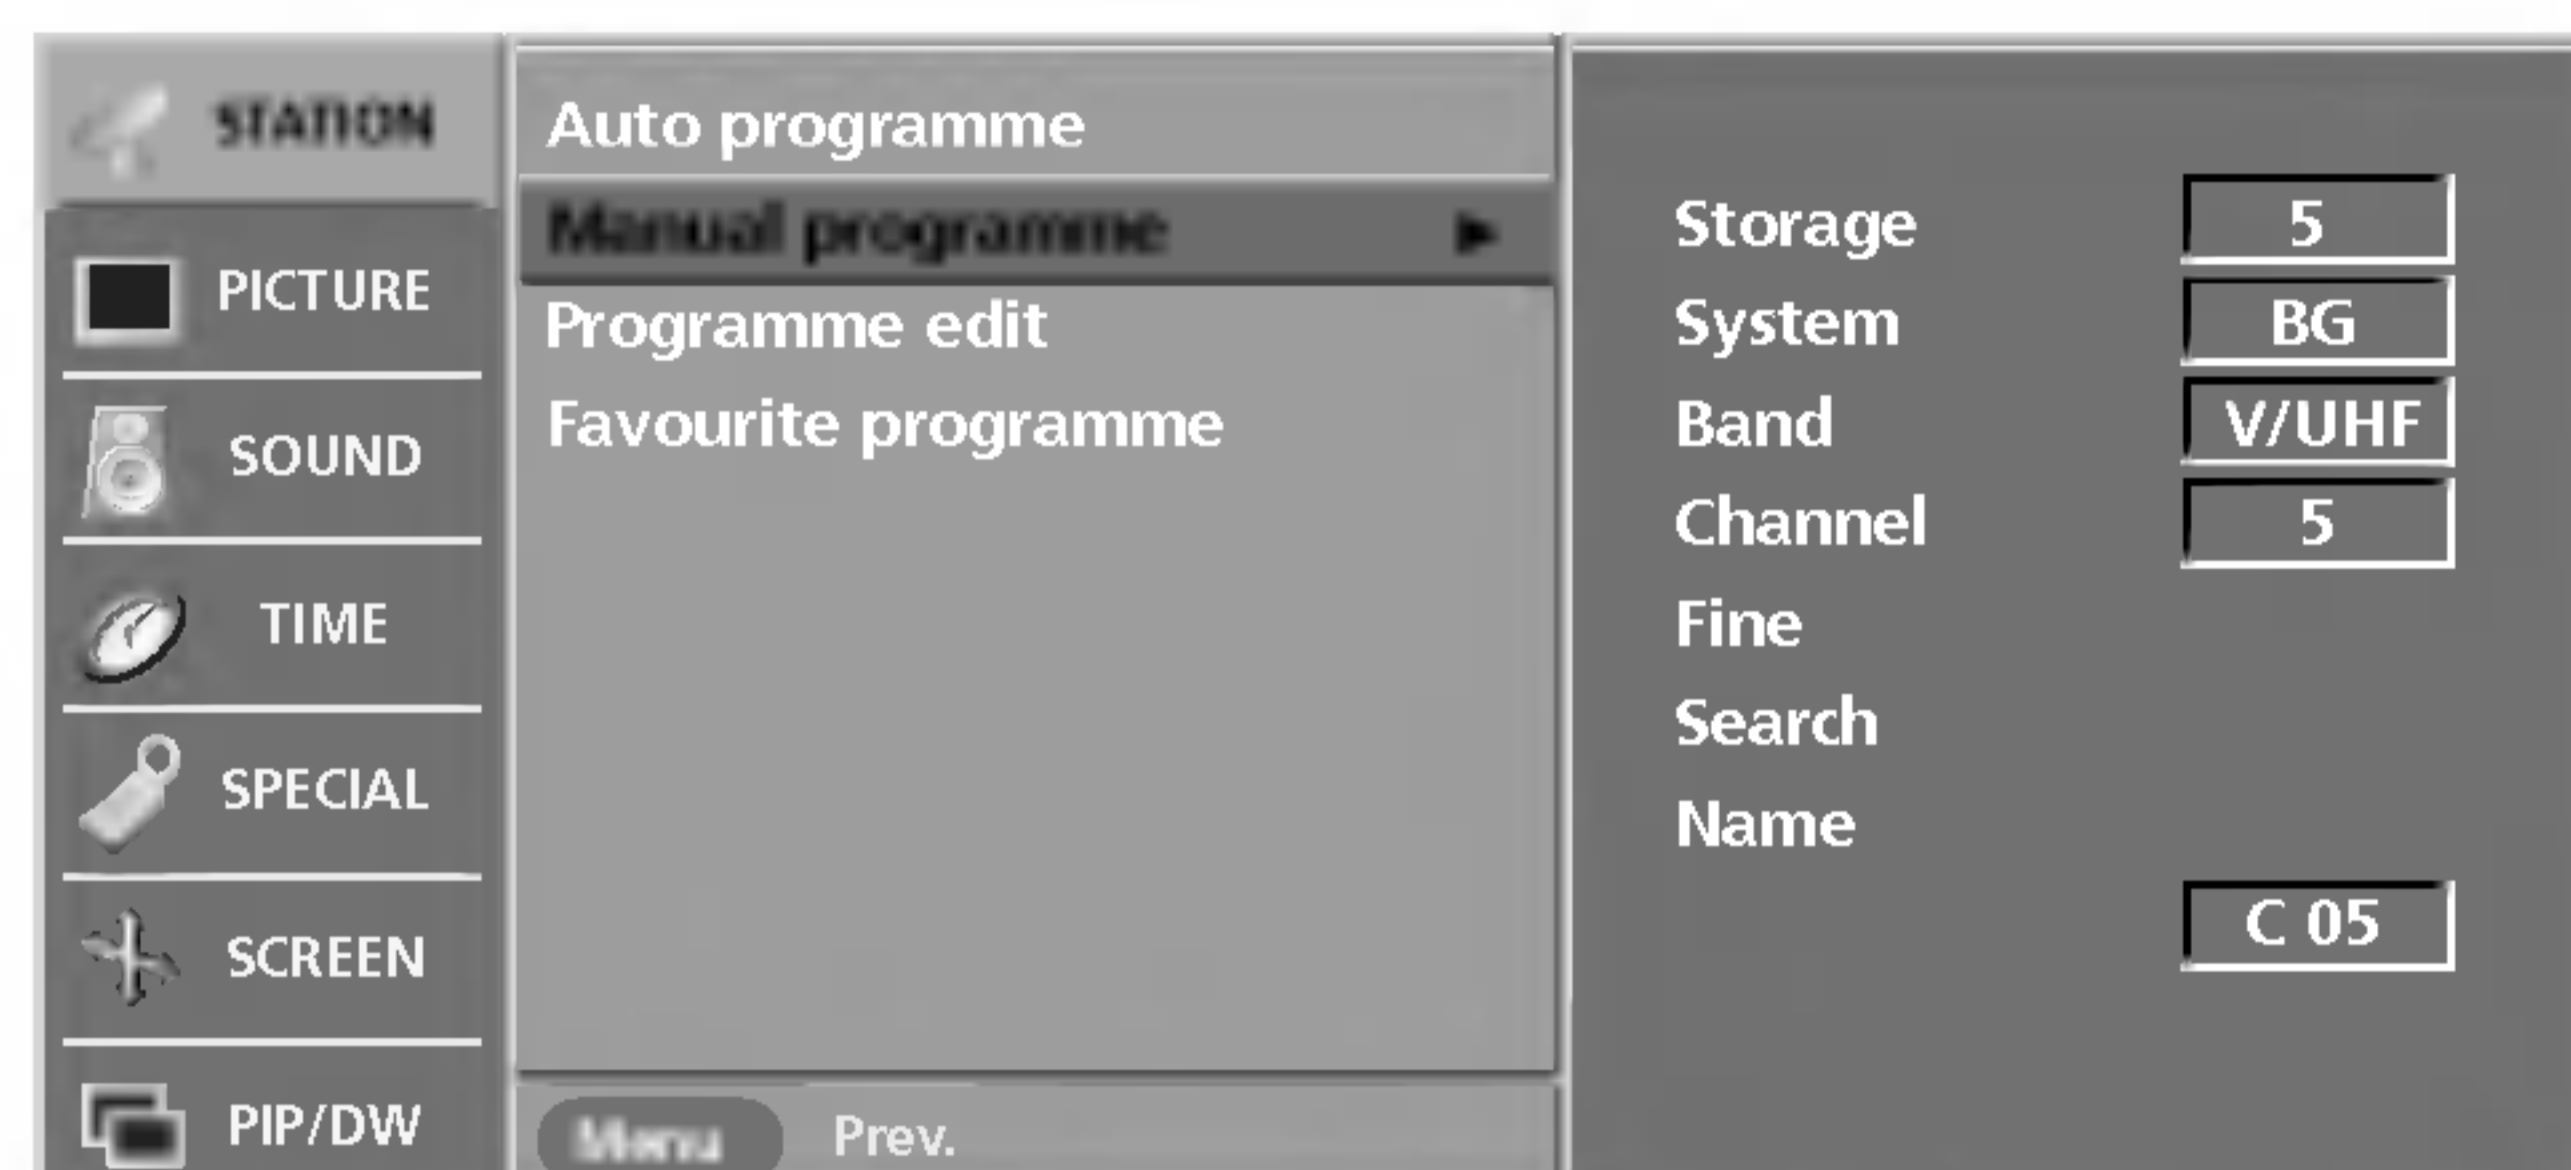 STATION
PICTURE
SOUND
TIME
SPECIAL
SCREEN
PIP/DW
Auto programme
Manual programme
Programme edit
Favourite programme
Menu Prev.
Storage 5
System BG
Band V/UHF
Channel 5
Fine
Search
Name
C 05